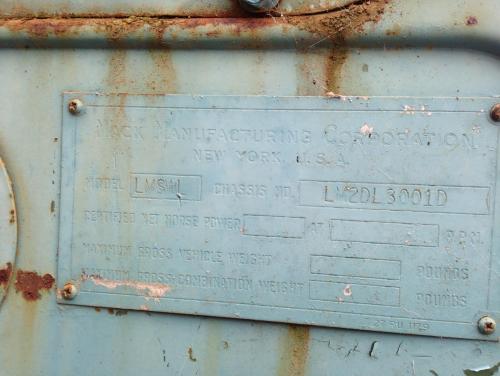 MACK MANUFACTURING CORPORATION
NEW YORK, U.S.A.
MODEL LMSWL CHASSIS NO. LM2DL3001D
CERTIFIED NET HORSE POWER AT R.P.M.
MAXIMUM GROSS VEHICLE WEIGHT POUNDS
MAXIMUM GROSS COMBINATION WEIGHT POUNDS